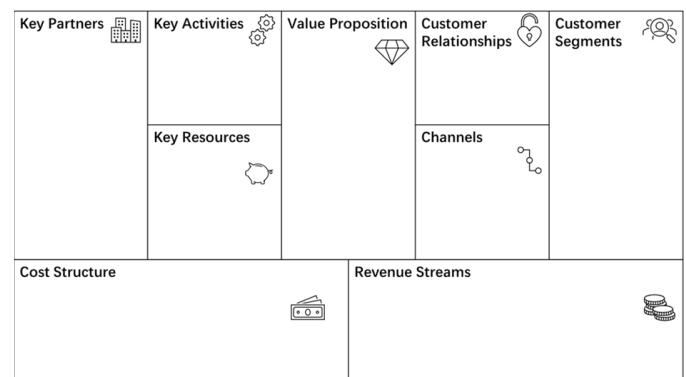 Key Partners
Key Activities
Value Proposition
Customer
Relationships
Customer
Segments
Key Resources
Channels
Cost Structure
Revenue Streams